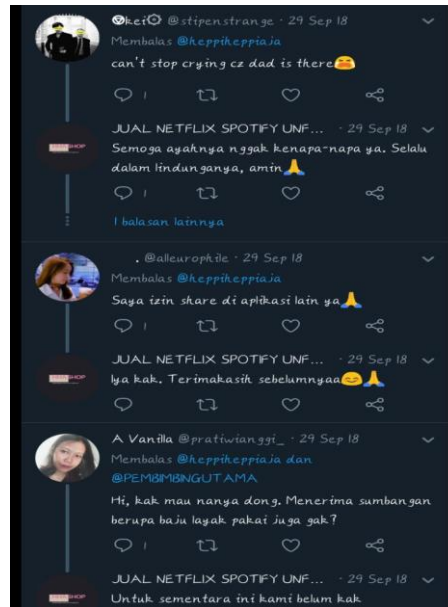 kei @stipenstrange · 29 Sep 18
Membalas @heppiheppiaja
can't stop crying cz dad is there
1
JUAL NETFLIX SPOTIFY UNF... · 29 Sep 18
Semoga ayahnya nggak kenapa-napa ya. Selalu
dalam lindunganya, amin
1
1 balasan lainnya
. @alleurophile · 29 Sep 18
Membalas @heppiheppiaja
Saya izin share di aplikasi lain ya
1
JUAL NETFLIX SPOTIFY UNF... · 29 Sep 18
Iya kak. Terimakasih sebelumnyaa
A Vanilla @pratiwianggi_ · 29 Sep 18
Membalas @heppiheppiaja dan
@PEMBIMBINGUTAMA
Hi, kak mau nanya dong. Menerima sumbangan
berupa baju layak pakai juga gak?
1
JUAL NETFLIX SPOTIFY UNF... · 29 Sep 18
Untuk sementara ini kami belum kak